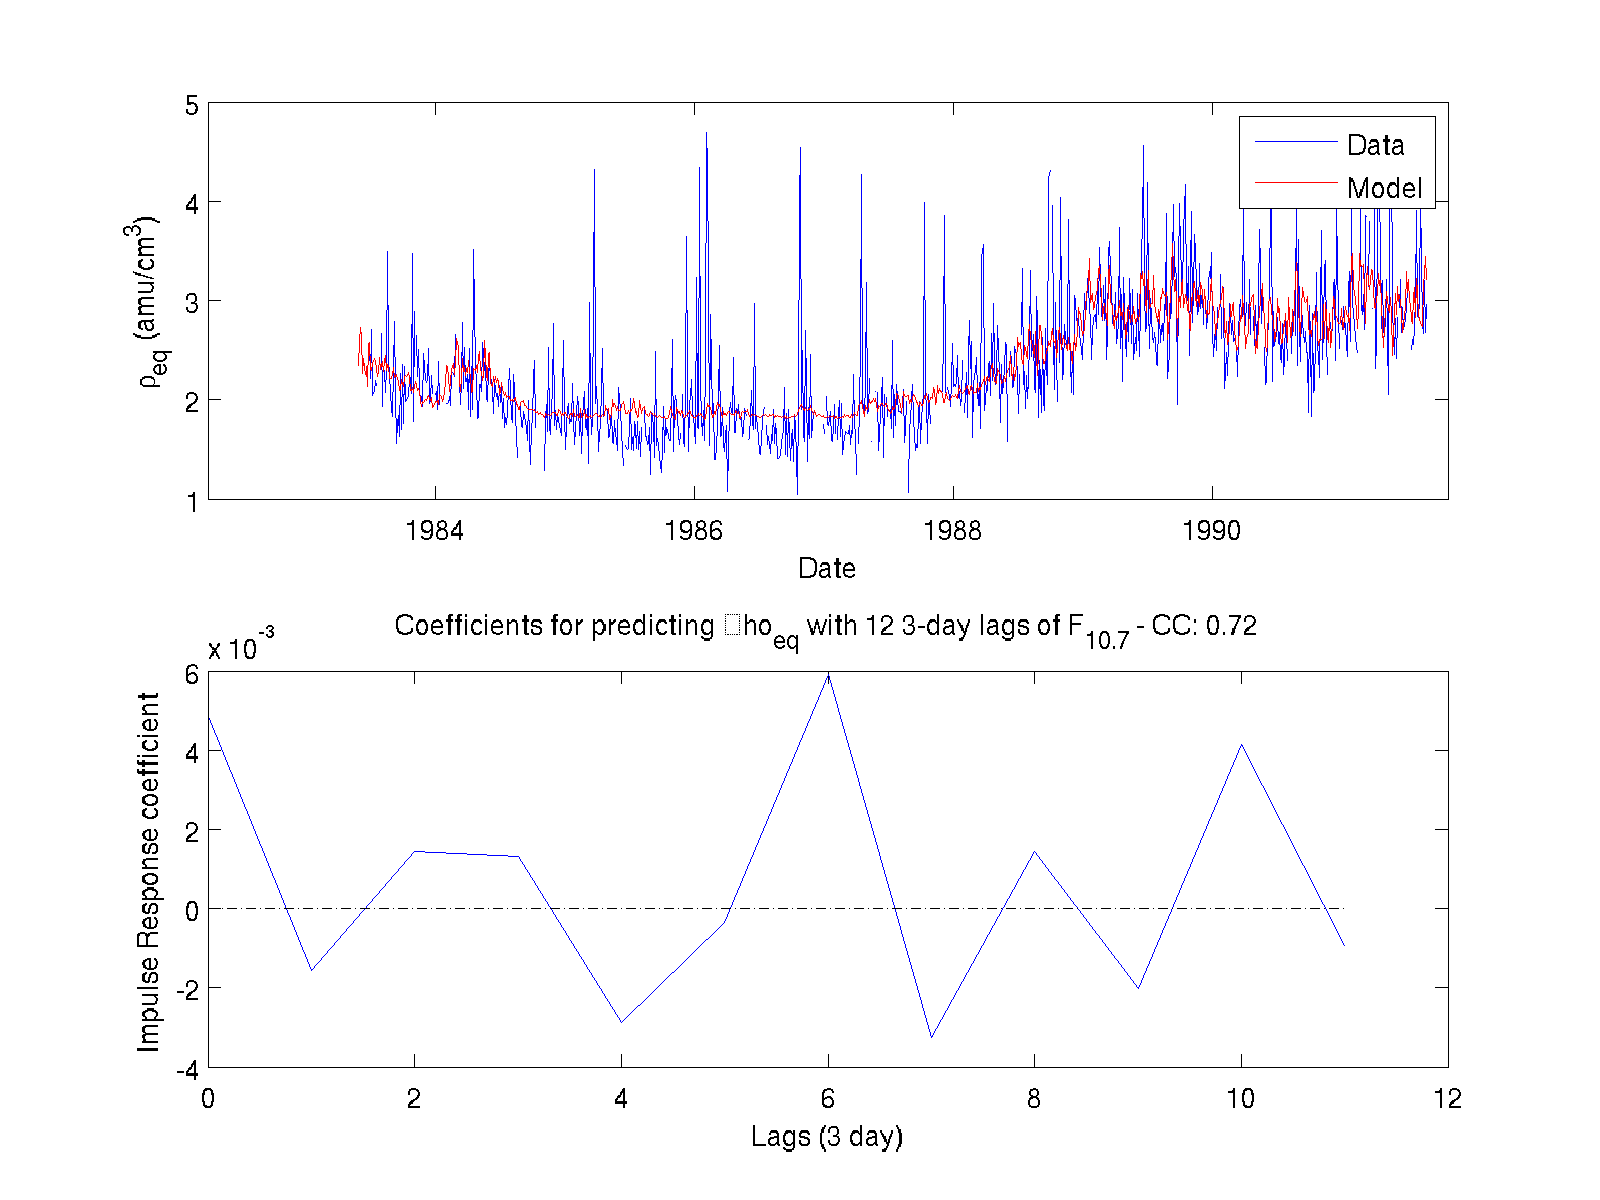 5
4
3
2
1
ρeq (amu/cm3)
Data
Model
1984 1986 1988 1990
Date
Coefficients for predicting □hoeq with 12 3-day lags of F10.7 - CC: 0.72
x 10-3
6
4
2
0
-2
-4
Impulse Response coefficient
0 2 4 6 8 10 12
Lags (3 day)